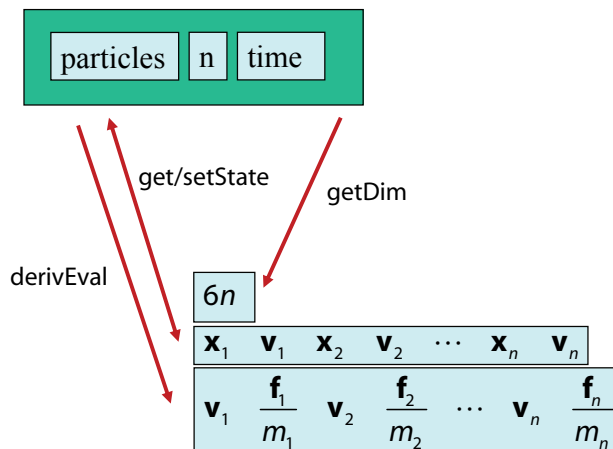 particles n time
get/setState
getDim
derivEval
6n
x₁ v₁ x₂ v₂ ⋯ xₙ vₙ
v₁ f₁/m₁ v₂ f₂/m₂ ⋯ vₙ fₙ/mₙ